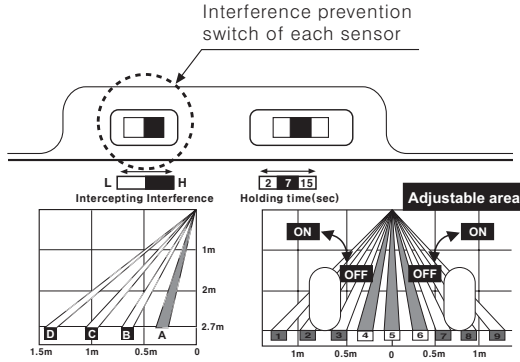 Interference prevention
switch of each sensor
L H
2 7 15
Intercepting Interference
Holding time(sec)
Adjustable area
ON ON
OFF OFF
1m
2m
2.7m
D C B A
1.5m 1m 0.5m 0
1 2 3 4 5 6 7 8 9
1m 0.5m 0 0.5m 1m